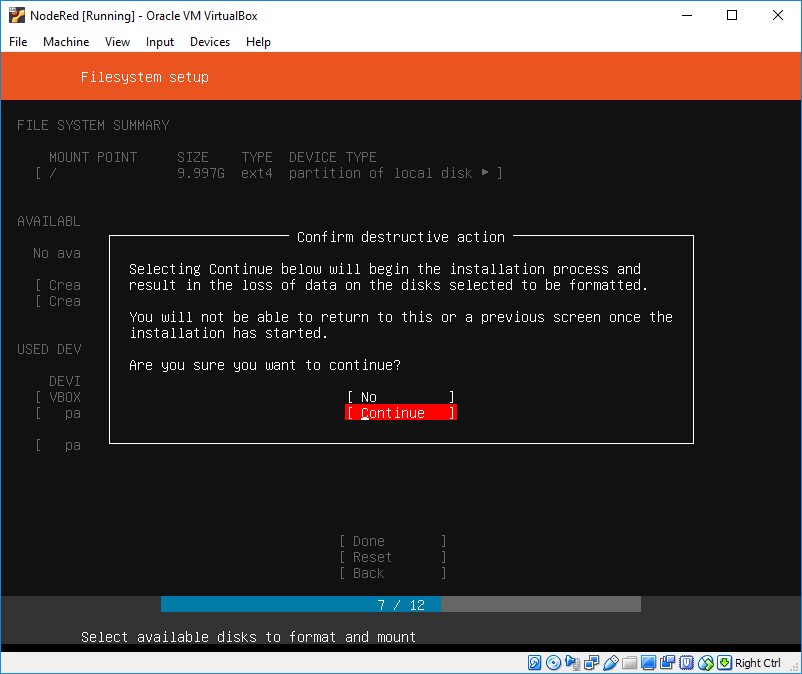 NodeRed [Running] - Oracle VM VirtualBox
File Machine View Input Devices Help
Filesystem setup
FILE SYSTEM SUMMARY
MOUNT POINT SIZE TYPE DEVICE TYPE
[ / 9.997G ext4 partition of local disk ▸ ]
AVAILABL
No ava
[ Crea
[ Crea
USED DEV
DEVI
[ VBOX
[ pa
[ pa
Confirm destructive action
Selecting Continue below will begin the installation process and
result in the loss of data on the disks selected to be formatted.
You will not be able to return to this or a previous screen once the
installation has started.
Are you sure you want to continue?
[ No ]
[ Continue ]
[ Done ]
[ Reset ]
[ Back ]
7 / 12
Select available disks to format and mount
Right Ctrl